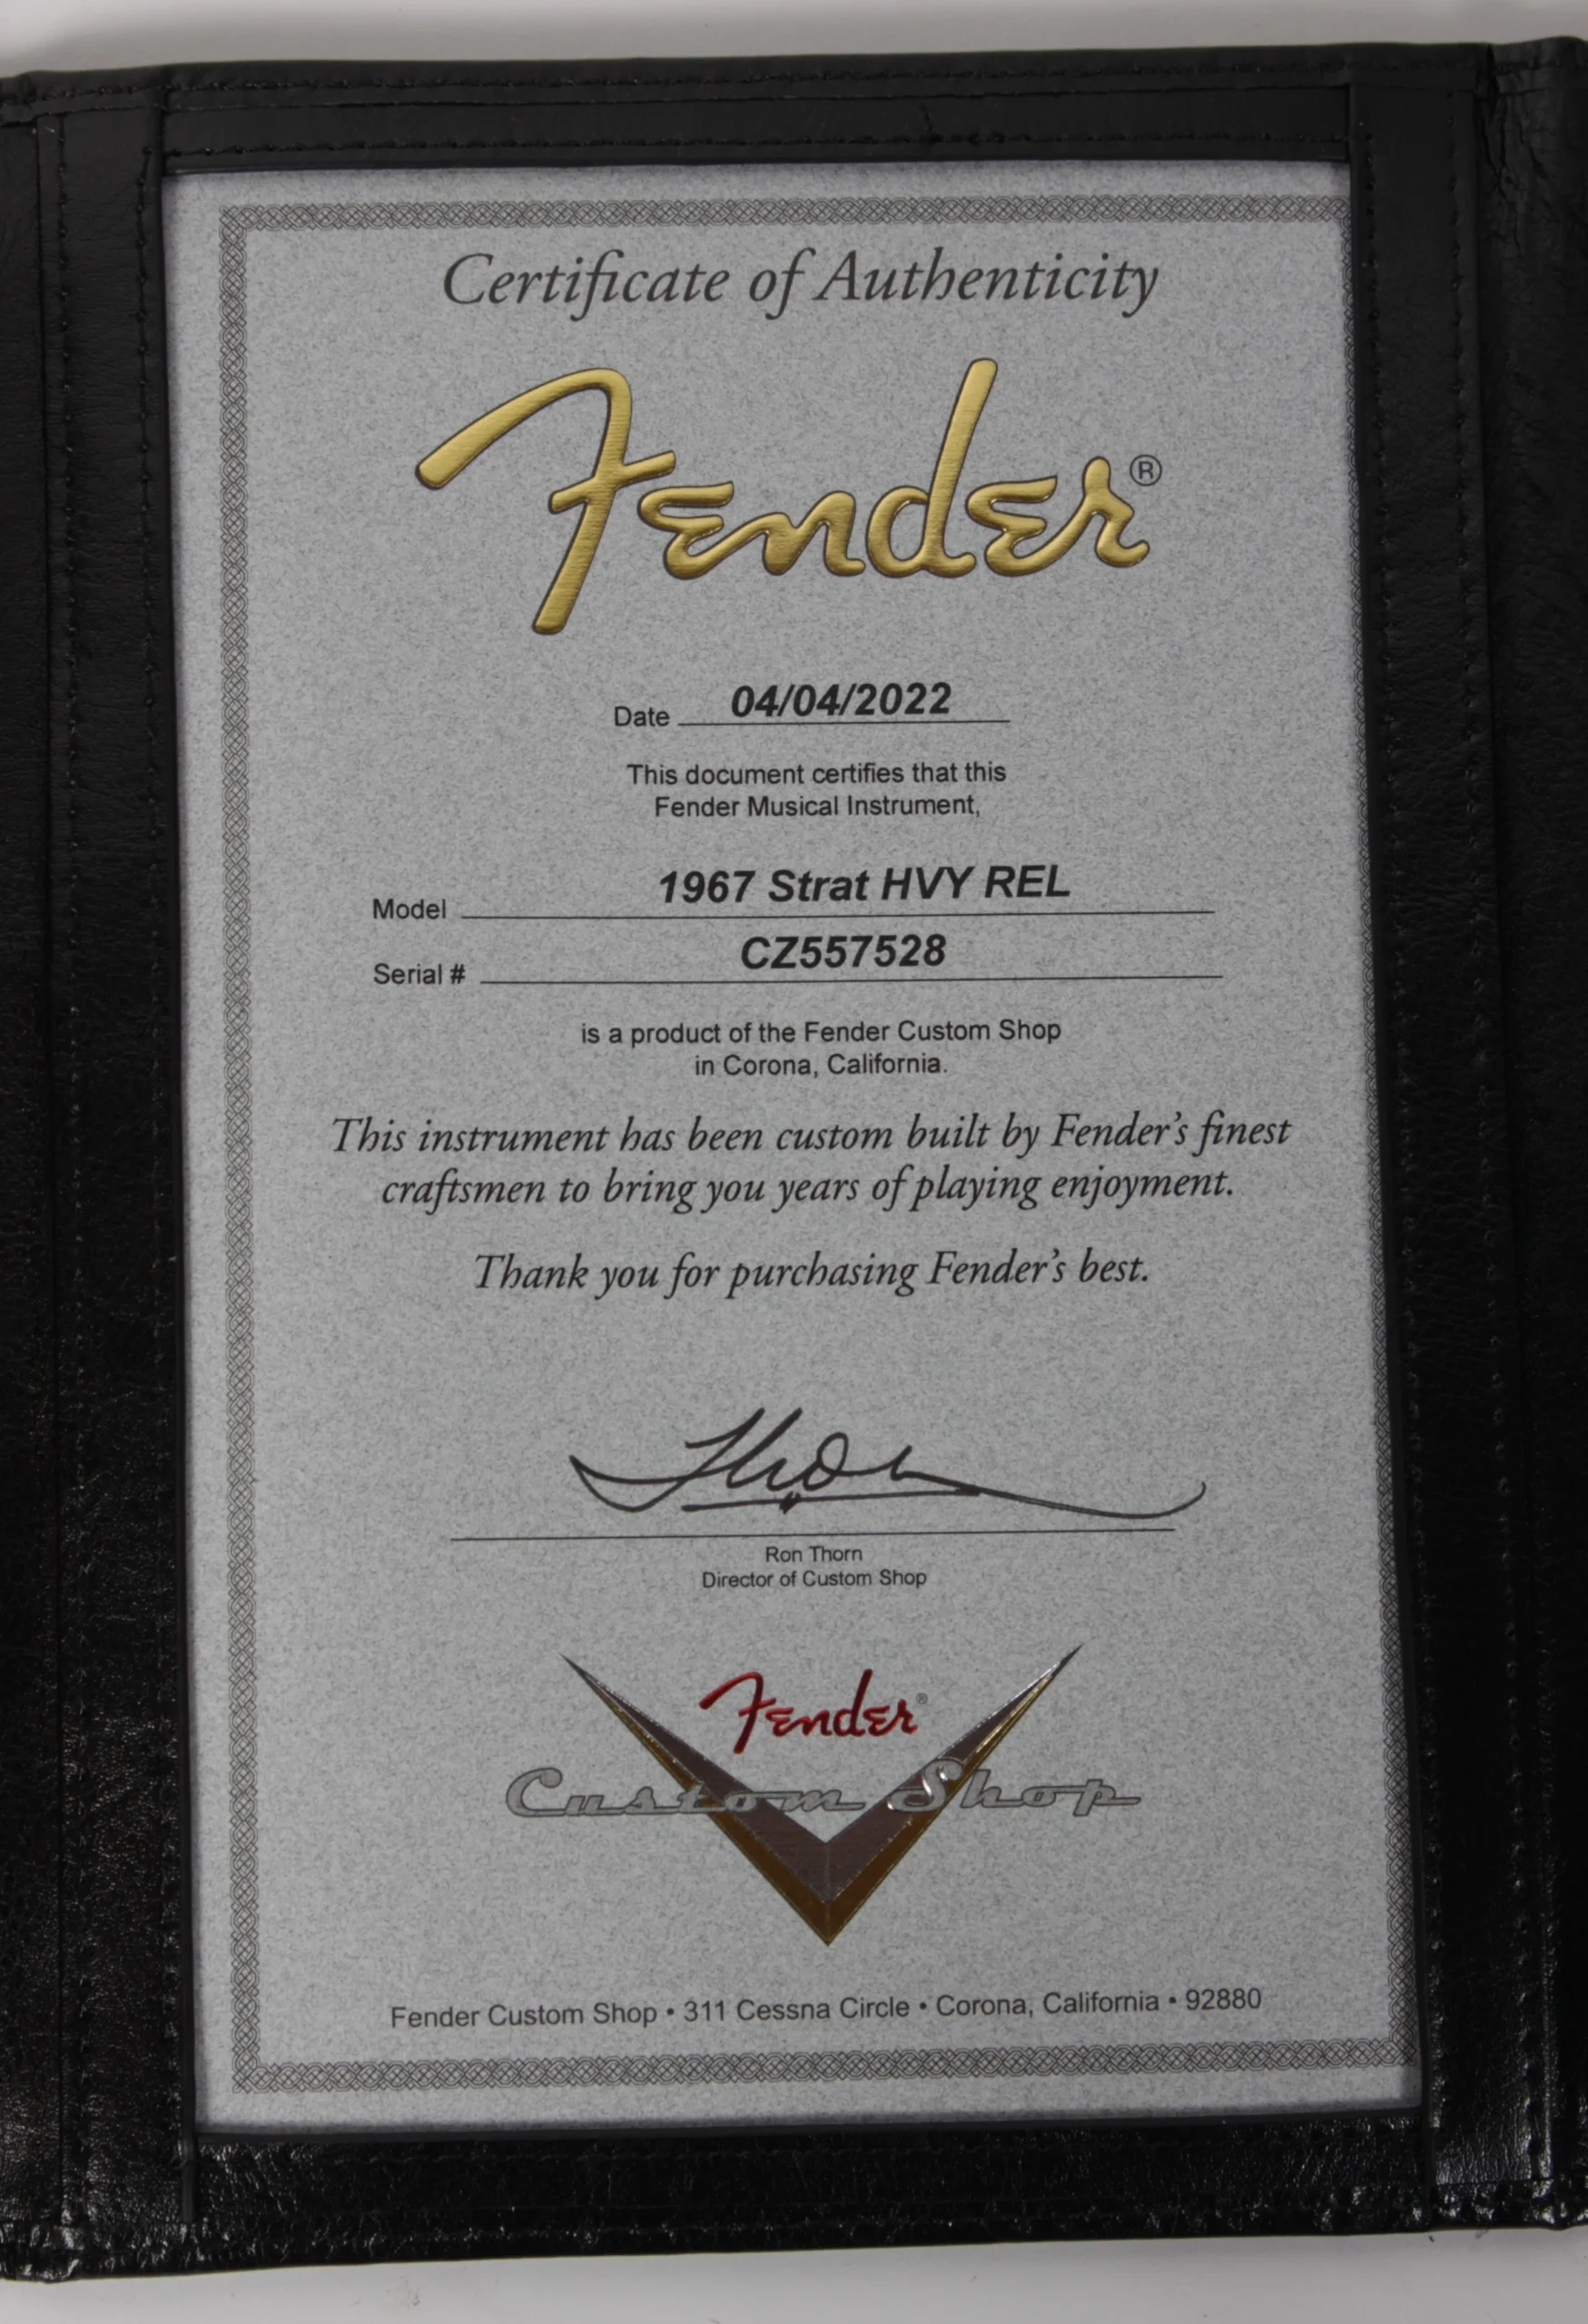 Certificate of Authenticity
Fender®
Date 04/04/2022
This document certifies that this
Fender Musical Instrument,
Model 1967 Strat HVY REL
Serial # CZ557528
is a product of the Fender Custom Shop
in Corona, California.
This instrument has been custom built by Fender's finest
craftsmen to bring you years of playing enjoyment.
Thank you for purchasing Fender's best.
Thorn
Ron Thorn
Director of Custom Shop
Fender®
Custom Shop
Fender Custom Shop • 311 Cessna Circle • Corona, California • 92880